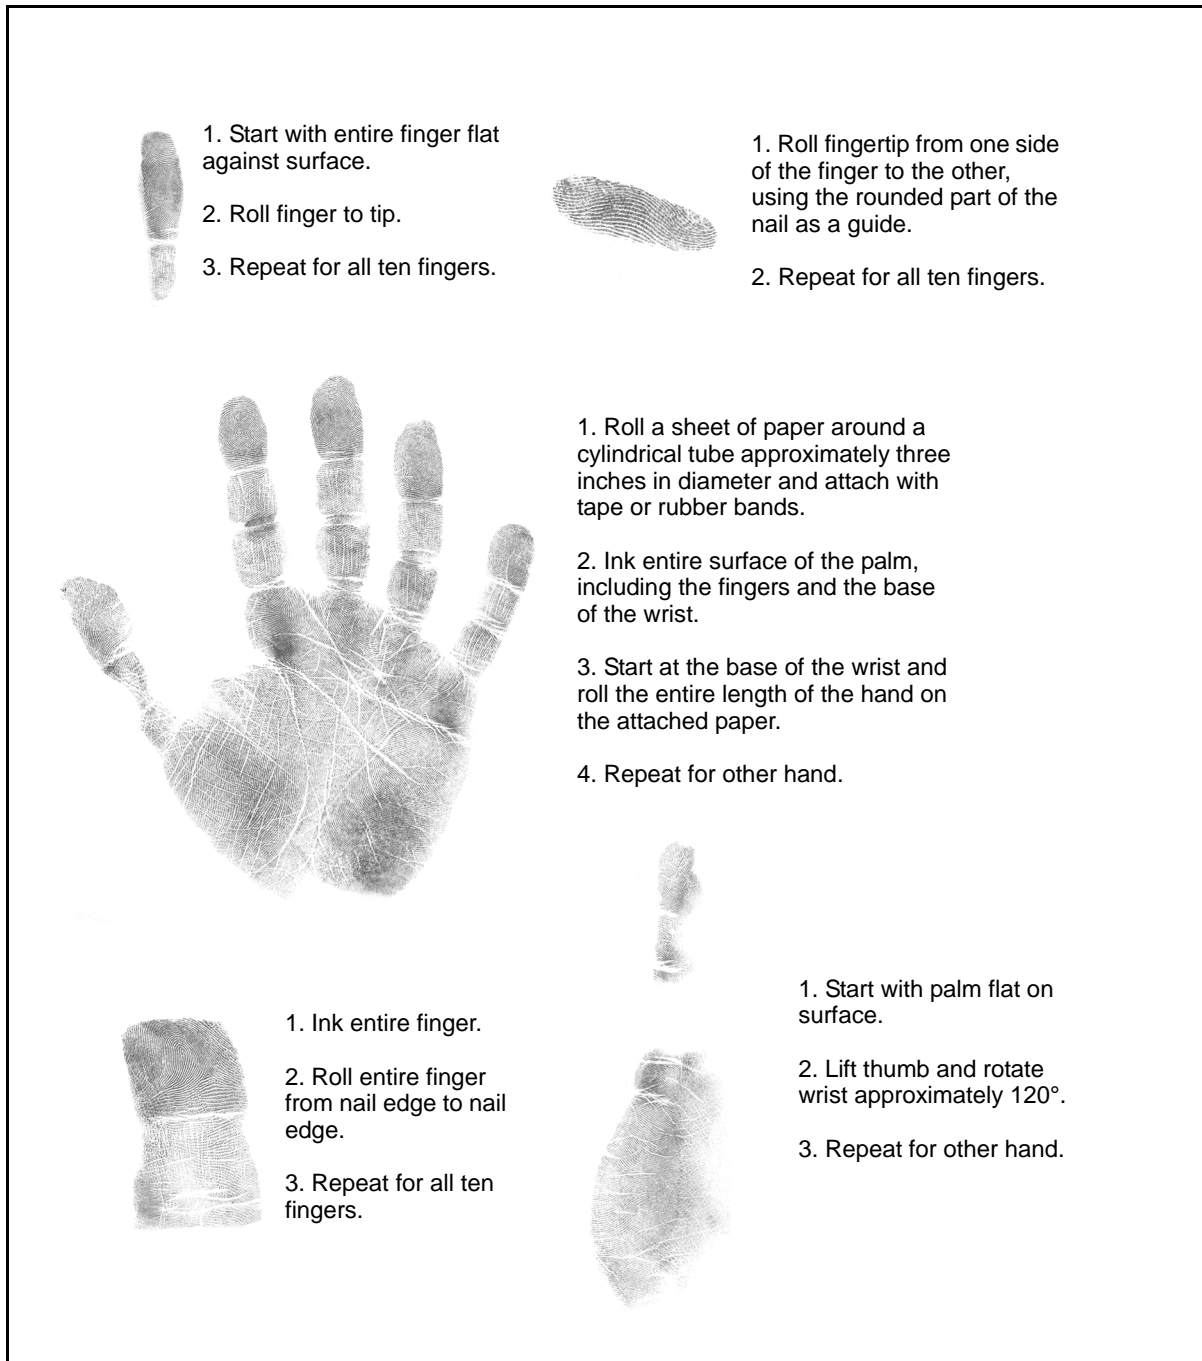 1. Start with entire finger flat
against surface.
2. Roll finger to tip.
3. Repeat for all ten fingers.
1. Roll fingertip from one side
of the finger to the other,
using the rounded part of the
nail as a guide.
2. Repeat for all ten fingers.
1. Roll a sheet of paper around a
cylindrical tube approximately three
inches in diameter and attach with
tape or rubber bands.
2. Ink entire surface of the palm,
including the fingers and the base
of the wrist.
3. Start at the base of the wrist and
roll the entire length of the hand on
the attached paper.
4. Repeat for other hand.
1. Ink entire finger.
2. Roll entire finger
from nail edge to nail
edge.
3. Repeat for all ten
fingers.
1. Start with palm flat on
surface.
2. Lift thumb and rotate
wrist approximately 120°.
3. Repeat for other hand.